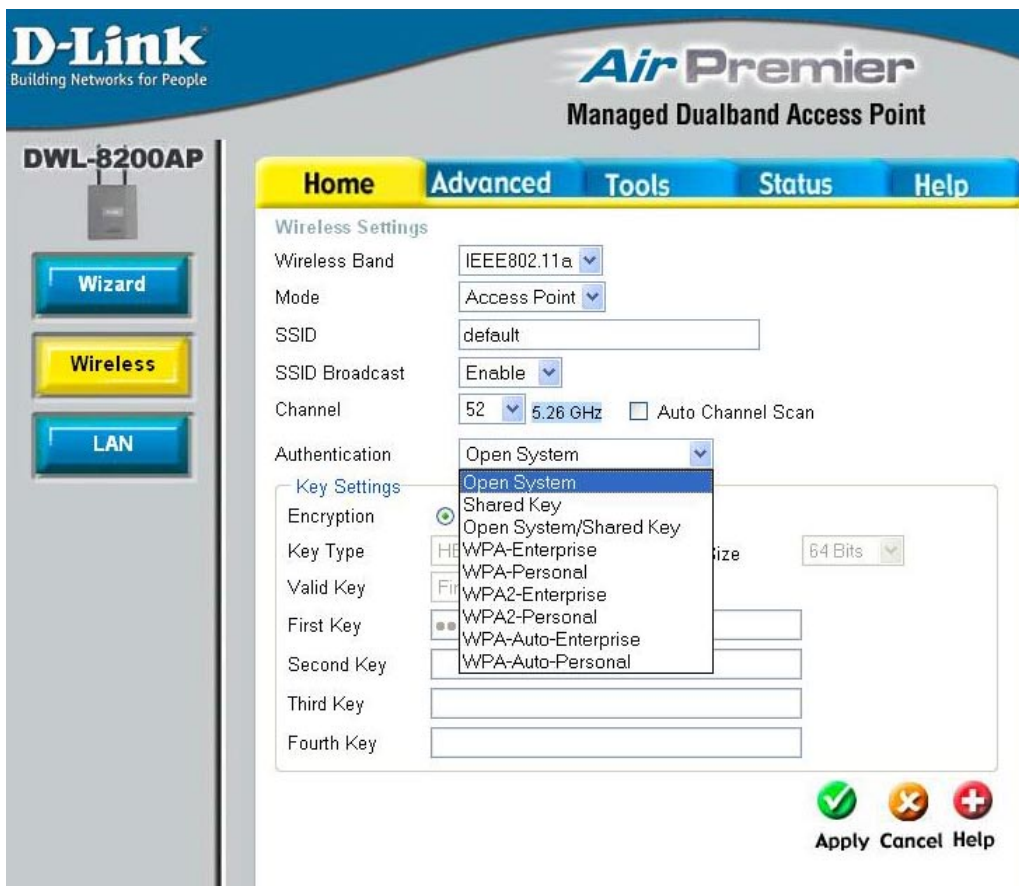 D-Link
Building Networks for People
Air Premier
Managed Dualband Access Point
DWL-8200AP
Home Advanced Tools Status Help
Wizard
Wireless
LAN
Wireless Settings
Wireless Band IEEE802.11a
Mode Access Point
SSID default
SSID Broadcast Enable
Channel 52 5.26 GHz Auto Channel Scan
Authentication Open System
Open System
Shared Key
Open System/Shared Key
WPA-Enterprise
WPA-Personal
WPA2-Enterprise
WPA2-Personal
WPA-Auto-Enterprise
WPA-Auto-Personal
Key Settings
Encryption
Key Type 64 Bits
Valid Key
First Key
Second Key
Third Key
Fourth Key
Apply Cancel Help